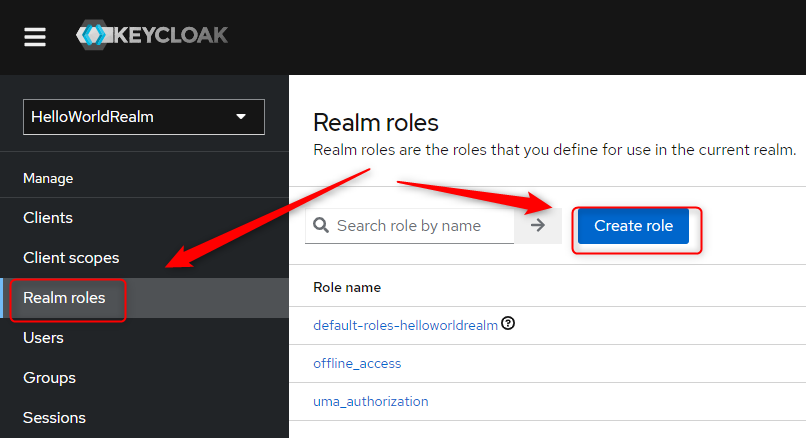 KEYCLOAK
HelloWorldRealm
Manage
Clients
Client scopes
Realm roles
Users
Groups
Sessions
Realm roles
Realm roles are the roles that you define for use in the current realm.
Search role by name
Create role
Role name
default-roles-helloworldrealm
offline_access
uma_authorization